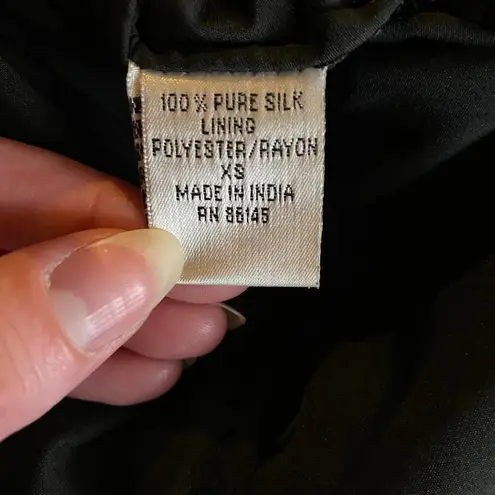 100% PURE SILK
LINING
POLYESTER/RAYON
XS
MADE IN INDIA
RN 86145